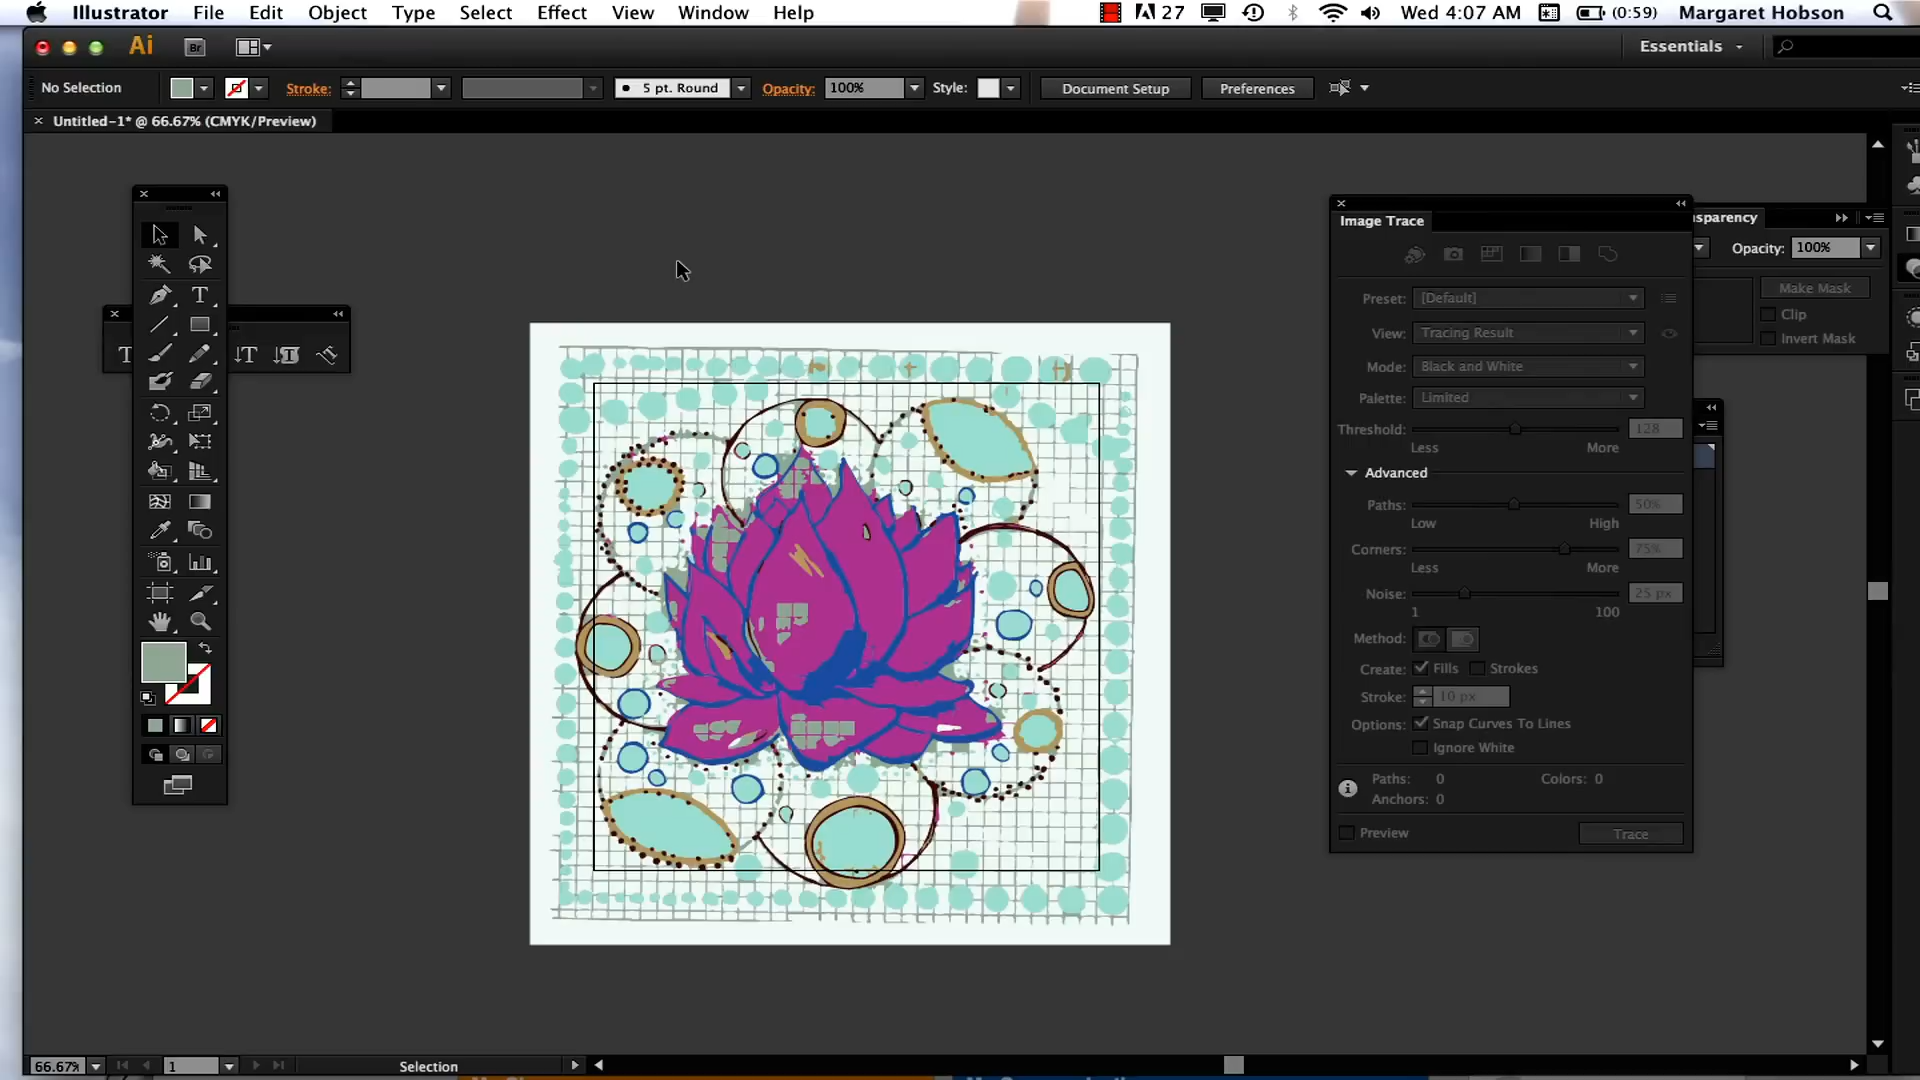 Illustrator File Edit Object Type Select Effect View Window Help 27 Wed 4:07 AM (0:59) Margaret Hobson
Ai Br Essentials
No Selection Stroke: 5 pt. Round Opacity: 100% Style: Document Setup Preferences
× Untitled-1* @ 66.67% (CMYK/Preview)
Image Trace
sparency
Preset: [Default]
Opacity: 100%
View: Tracing Result
Make Mask
Clip
Invert Mask
Mode: Black and White
Palette: Limited
Threshold: 128
Less More
Advanced
Paths: 50%
Low High
Corners: 75%
Less More
Noise: 25 px
1 100
Method:
Create: Fills Strokes
Stroke: 10 px
Options: Snap Curves To Lines
Ignore White
Paths: 0 Colors: 0
Anchors: 0
Preview Trace
66.67% 1 Selection